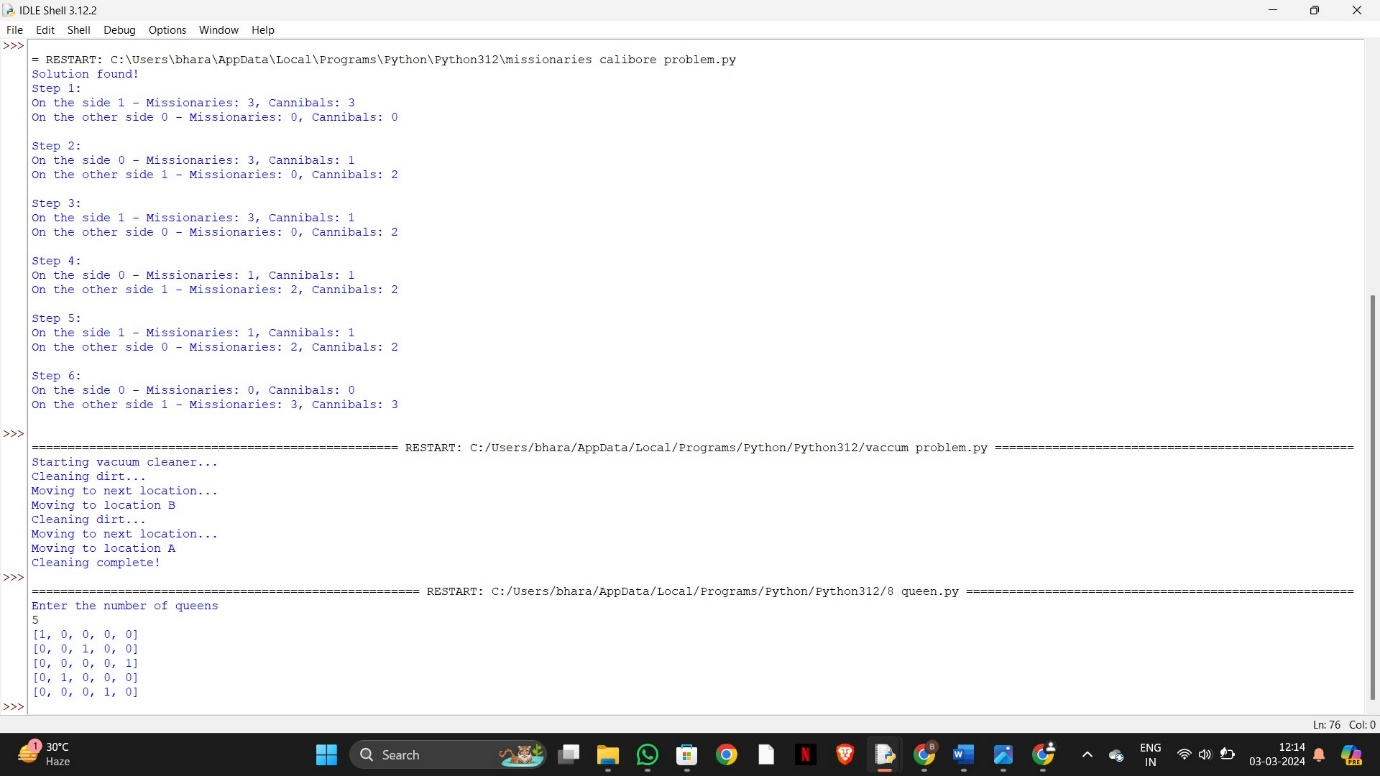 IDLE Shell 3.12.2
File Edit Shell Debug Options Window Help
>>>
= RESTART: C:\Users\bhara\AppData\Local\Programs\Python\Python312\missionaries calibore problem.py
Solution found!
Step 1:
On the side 1 - Missionaries: 3, Cannibals: 3
On the other side 0 - Missionaries: 0, Cannibals: 0
Step 2:
On the side 0 - Missionaries: 3, Cannibals: 1
On the other side 1 - Missionaries: 0, Cannibals: 2
Step 3:
On the side 1 - Missionaries: 3, Cannibals: 1
On the other side 0 - Missionaries: 0, Cannibals: 2
Step 4:
On the side 0 - Missionaries: 1, Cannibals: 1
On the other side 1 - Missionaries: 2, Cannibals: 2
Step 5:
On the side 1 - Missionaries: 1, Cannibals: 1
On the other side 0 - Missionaries: 2, Cannibals: 2
Step 6:
On the side 0 - Missionaries: 0, Cannibals: 0
On the other side 1 - Missionaries: 3, Cannibals: 3
>>>
=================================================== RESTART: C:/Users/bhara/AppData/Local/Programs/Python/Python312/vaccum problem.py ==================================================
Starting vacuum cleaner...
Cleaning dirt...
Moving to next location...
Moving to location B
Cleaning dirt...
Moving to next location...
Moving to location A
Cleaning complete!
>>>
====================================================== RESTART: C:/Users/bhara/AppData/Local/Programs/Python/Python312/8 queen.py ======================================================
Enter the number of queens
5
[1, 0, 0, 0, 0]
[0, 0, 1, 0, 0]
[0, 0, 0, 0, 1]
[0, 1, 0, 0, 0]
[0, 0, 0, 1, 0]
>>>
Ln: 76 Col: 0
1
30°C
Haze
Search
N
B
W
ENG
IN
12:14
03-03-2024
PRE